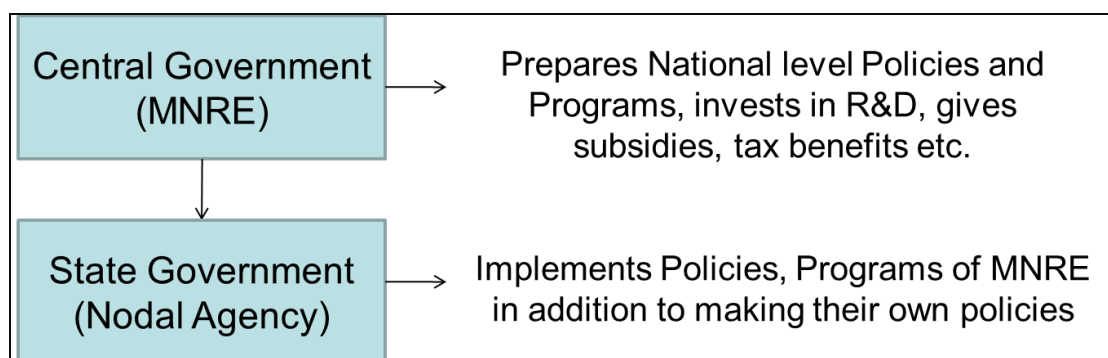 Central Government
(MNRE)
Prepares National level Policies and
Programs, invests in R&D, gives
subsidies, tax benefits etc.
State Government
(Nodal Agency)
Implements Policies, Programs of MNRE
in addition to making their own policies